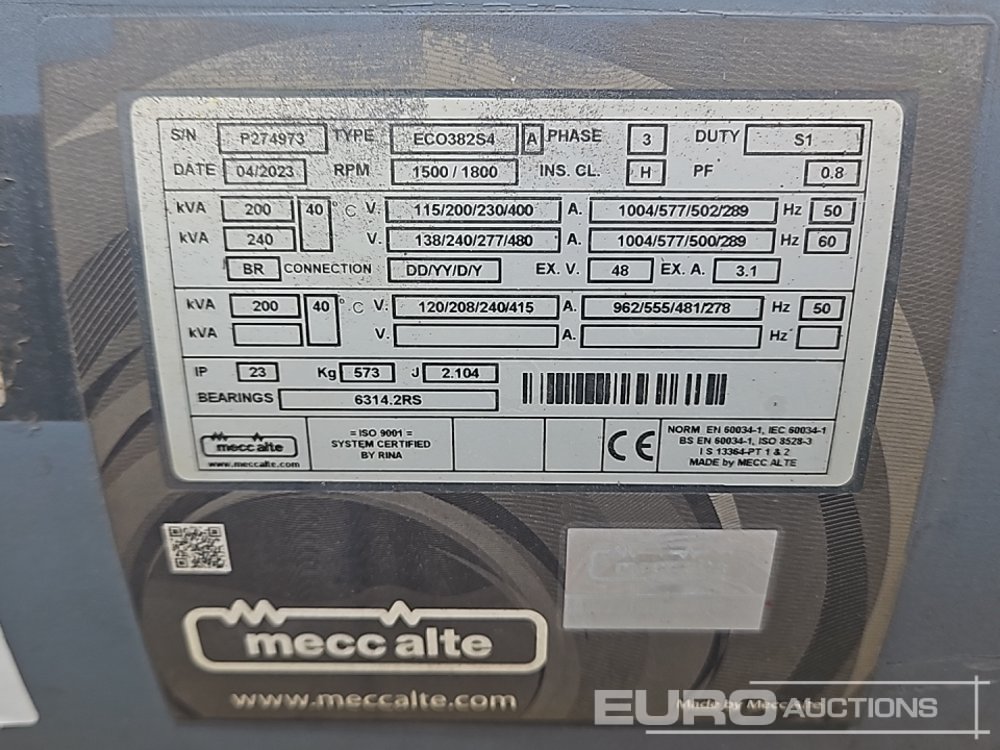 S/N P274973 TYPE ECO382S4 A PHASE 3 DUTY S1
DATE 04/2023 RPM 1500 / 1800 INS. CL. H PF 0.8
kVA 200 40 °C V. 115/200/230/400 A. 1004/577/502/289 Hz 50
kVA 240 V. 138/240/277/480 A. 1004/577/500/289 Hz 60
BR CONNECTION DD/YY/D/Y EX. V. 48 EX. A. 3.1
kVA 200 40 °C V. 120/208/240/415 A. 962/555/481/278 Hz 50
kVA V. A. Hz
IP 23 Kg 573 J 2.104
BEARINGS 6314.2RS
mecc alte
www.meccalte.com
= ISO 9001 =
SYSTEM CERTIFIED
BY RINA
CE
NORM EN 60034-1, IEC 60034-1
BS EN 60034-1, ISO 8528-3
I S 13364-PT 1 & 2
MADE by MECC ALTE
mecc alte
mecc alte
www.meccalte.com
Made by Mecc Alte
EURO AUCTIONS